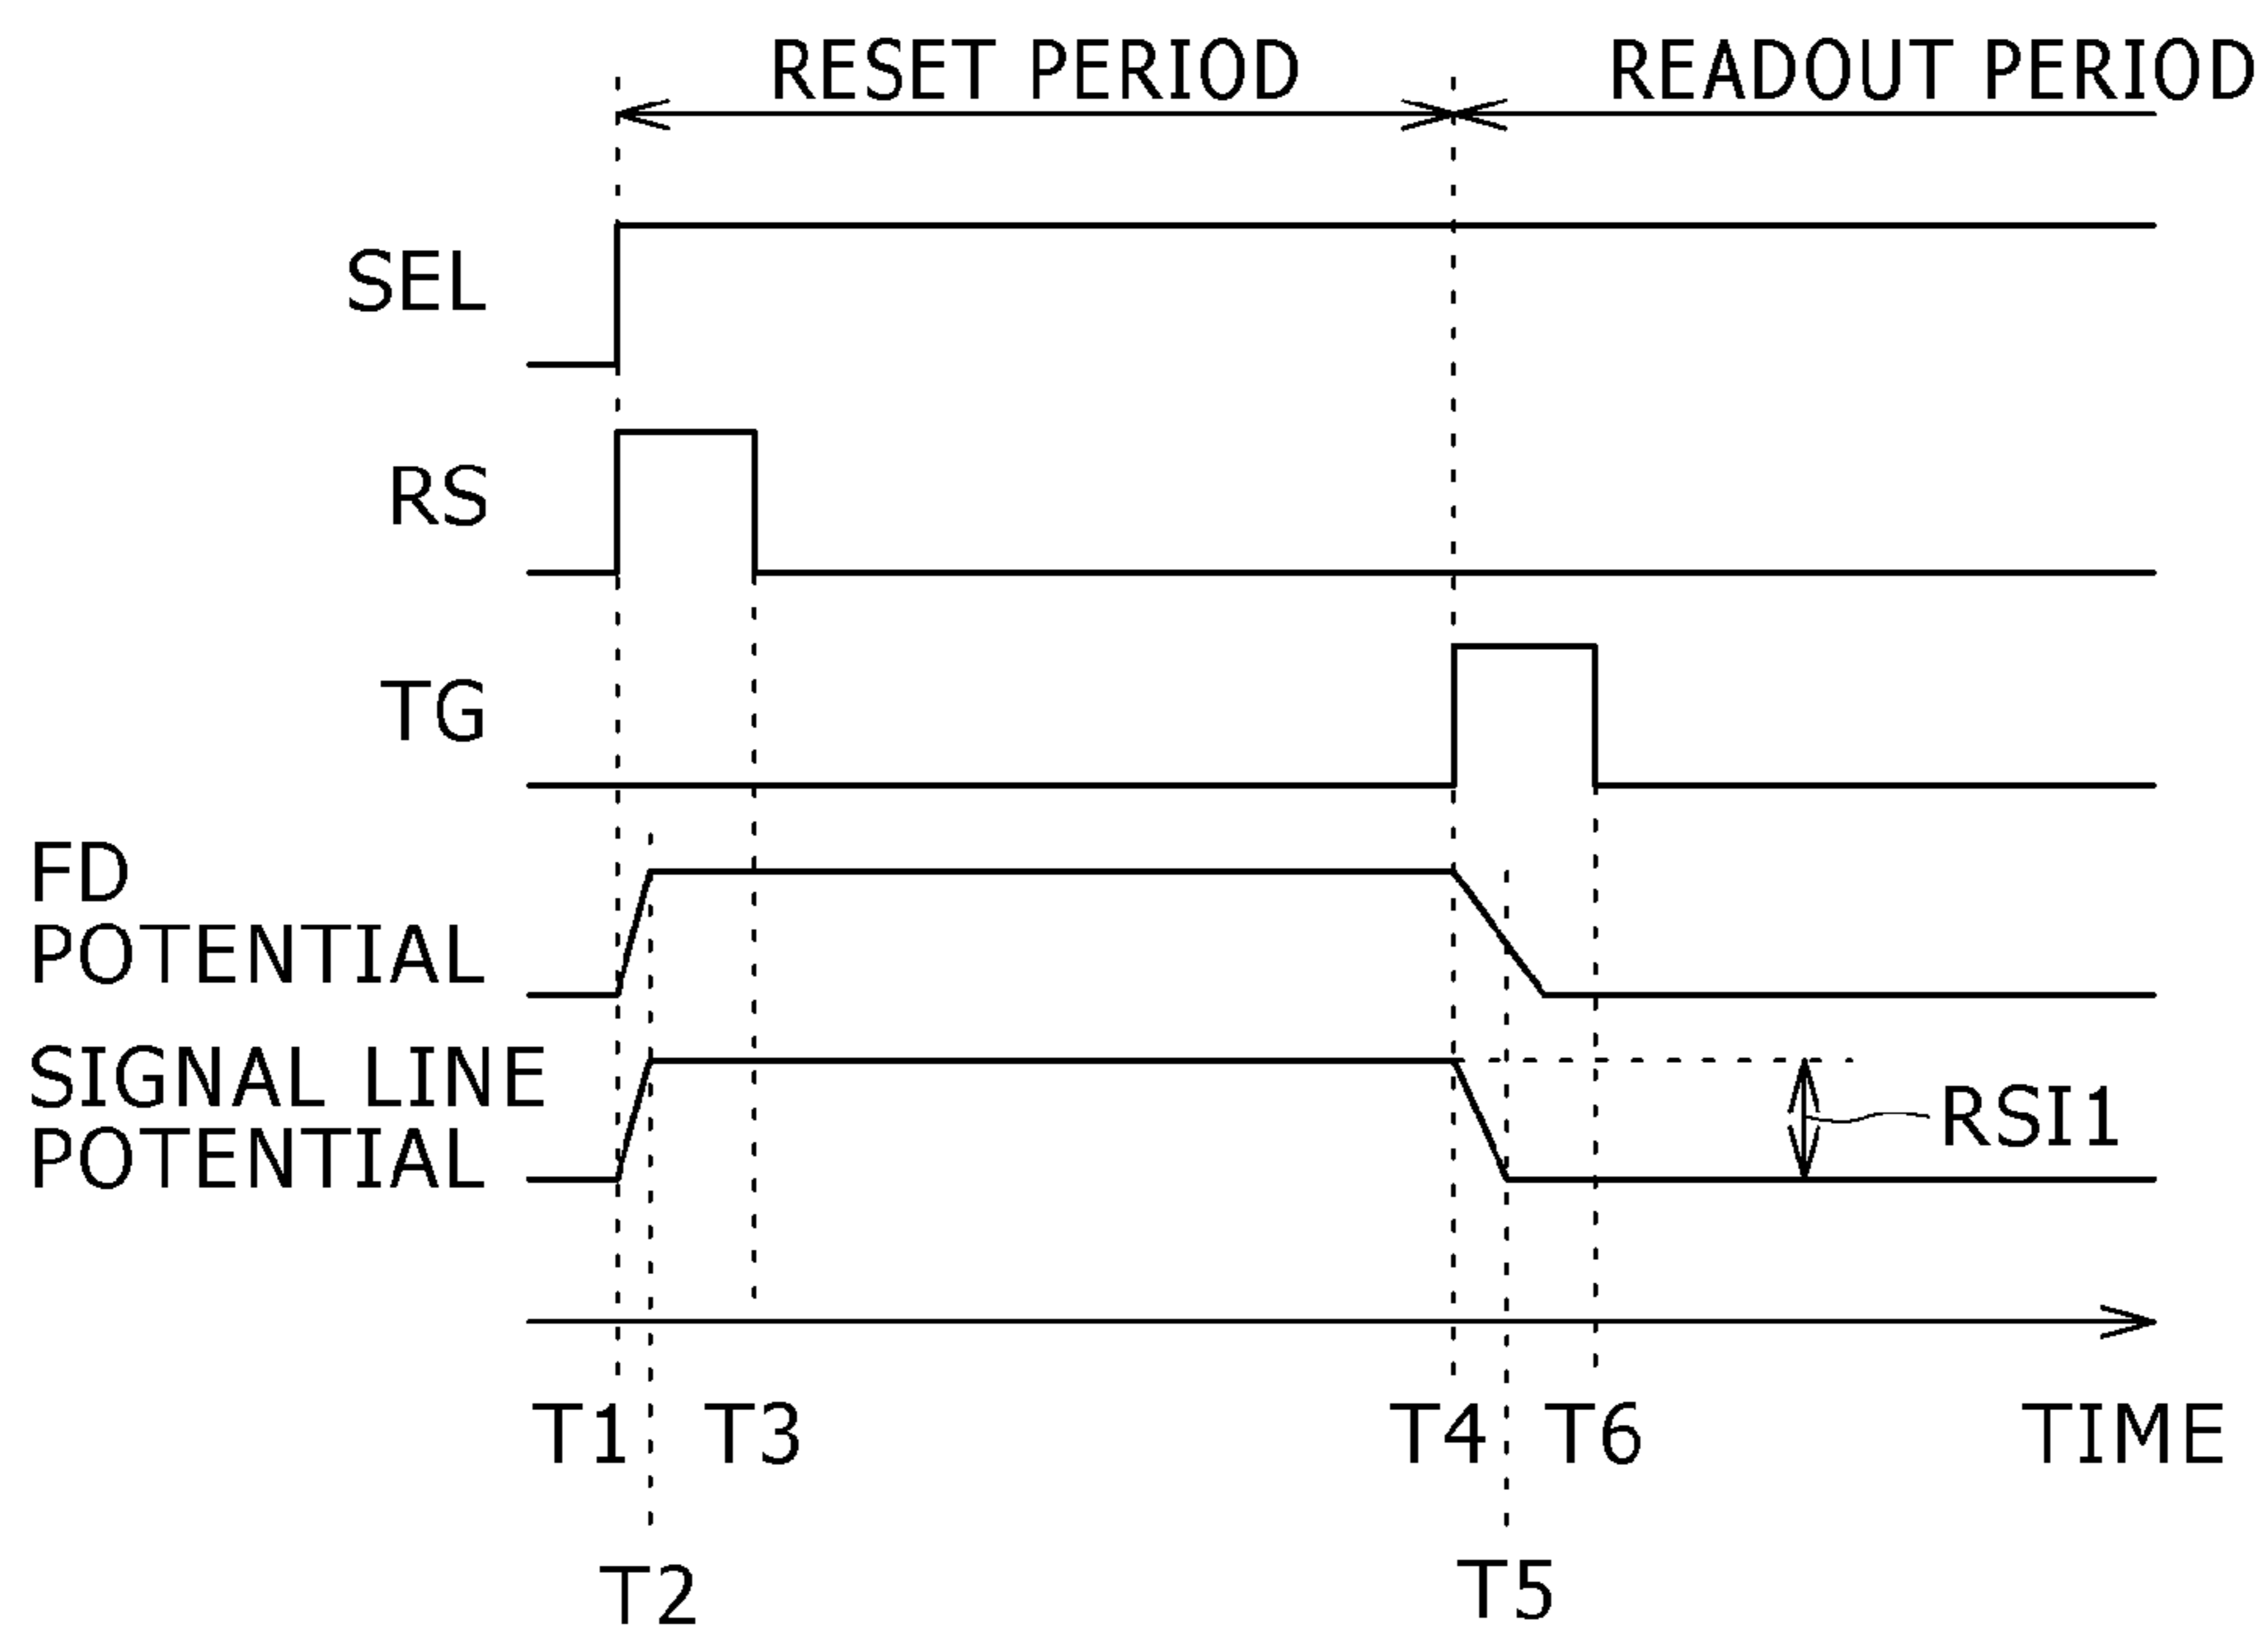 RESET PERIOD
READOUT PERIOD
SEL
RS
TG
FD
POTENTIAL
SIGNAL LINE
POTENTIAL
RSI1
T1
T3
T4
T6
TIME
T2
T5